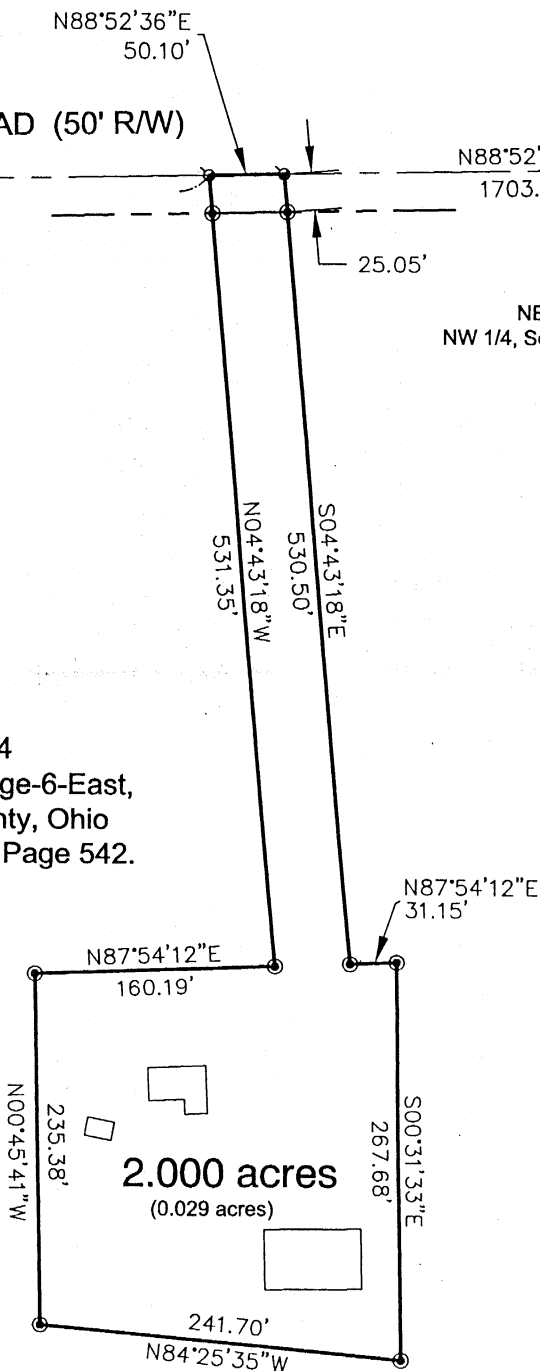 N88°52'36"E
50.10'
AD (50' R/W)
N88°52'
1703.
25.05'
NE
NW 1/4, Se
N04°43'18"W
531.35'
S04°43'18"E
530.50'
4
ge-6-East,
nty, Ohio
Page 542.
N87°54'12"E
31.15'
N87°54'12"E
160.19'
N00°45'41"W
235.38'
S00°31'33"E
267.68'
2.000 acres
(0.029 acres)
241.70'
N84°25'35"W